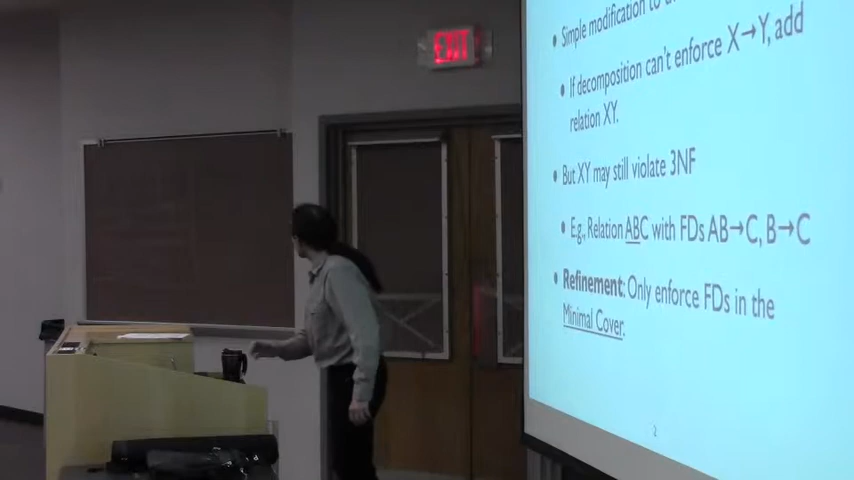 EXIT
Simple modification to
• If decomposition can't enforce X→Y, add
relation XY.
• But XY may still violate 3NF
• E.g., Relation ABC with FDs AB→C, B→C
• Refinement: Only enforce FDs in the
Minimal Cover.
2